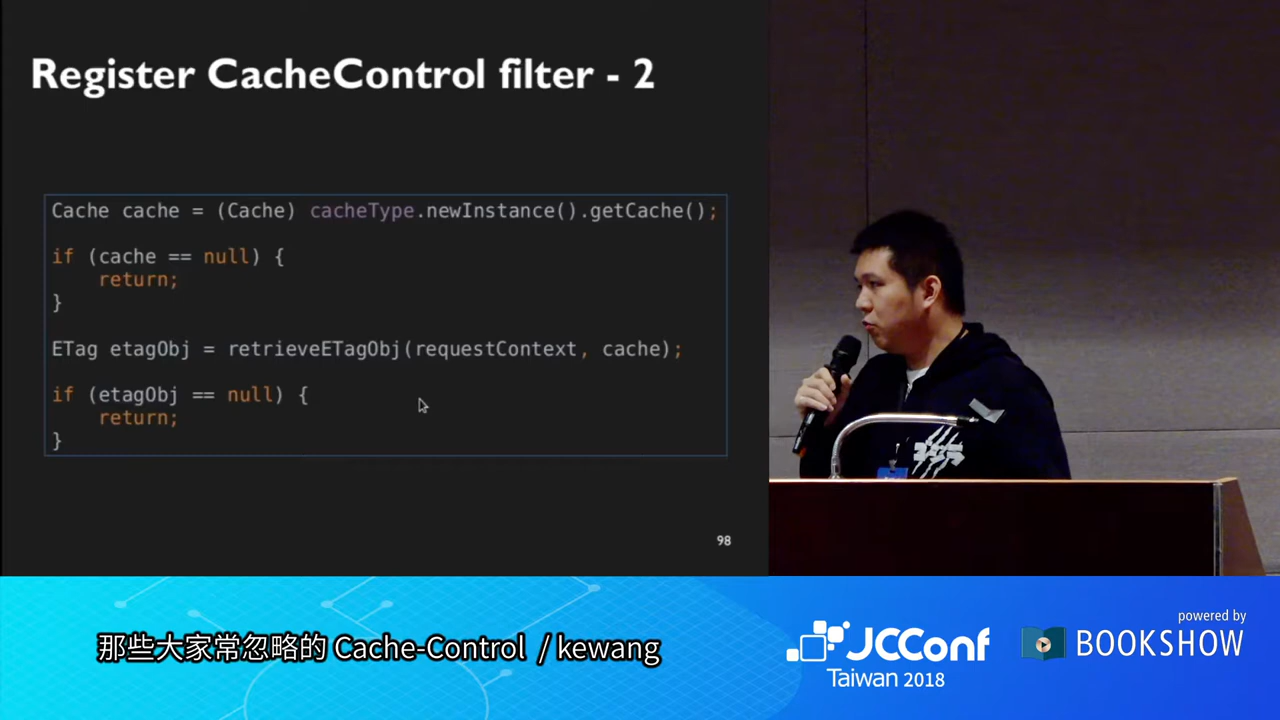 Register CacheControl filter - 2
Cache cache = (Cache) cacheType.newInstance().getCache();
if (cache == null) {
return;
}
ETag etagObj = retrieveETagObj(requestContext, cache);
if (etagObj == null) {
return;
}
98
那些大家常忽略的 Cache-Control / kewang
JCConf
Taiwan 2018
powered by
BOOKSHOW